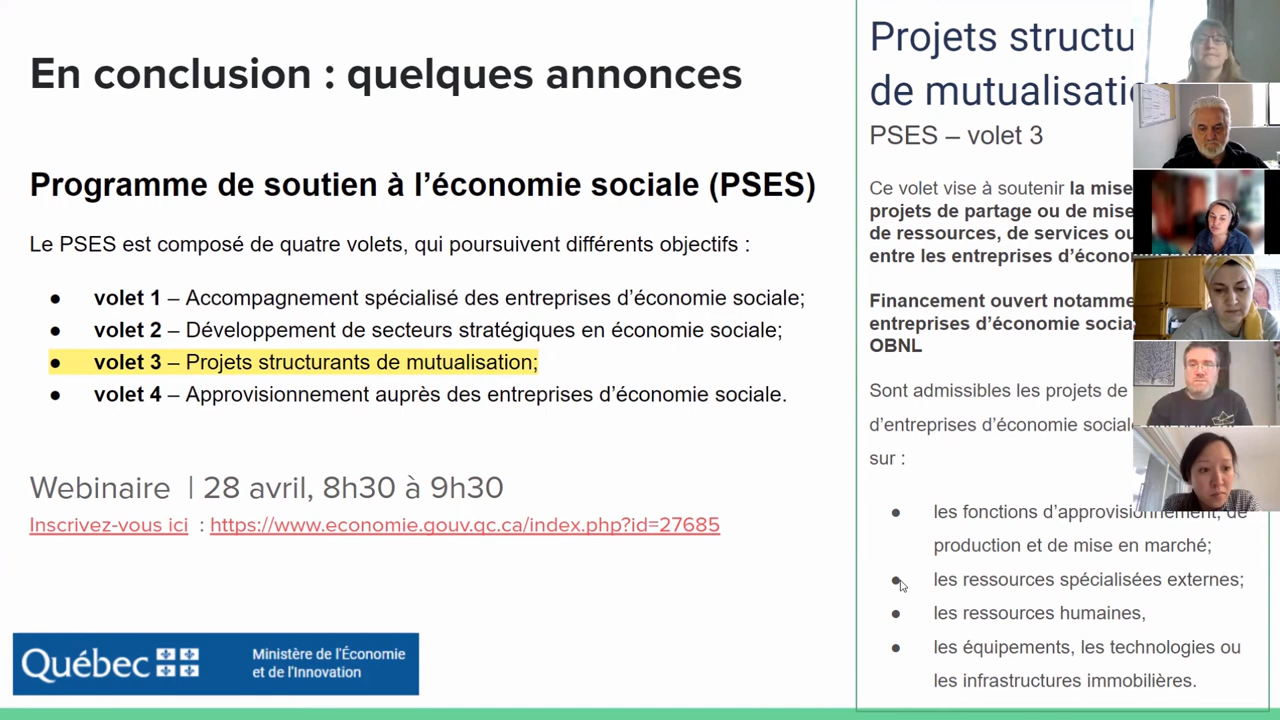 En conclusion : quelques annonces
Programme de soutien à l’économie sociale (PSES)
Le PSES est composé de quatre volets, qui poursuivent différents objectifs :
● volet 1 – Accompagnement spécialisé des entreprises d’économie sociale;
● volet 2 – Développement de secteurs stratégiques en économie sociale;
● volet 3 – Projets structurants de mutualisation;
● volet 4 – Approvisionnement auprès des entreprises d’économie sociale.
Webinaire | 28 avril, 8h30 à 9h30
Inscrivez-vous ici : https://www.economie.gouv.qc.ca/index.php?id=27685
Québec
Ministère de l’Économie
et de l’Innovation
Projets structu
de mutualisati
PSES – volet 3
Ce volet vise à soutenir la mise
projets de partage ou de mise
de ressources, de services ou
entre les entreprises d’écono
Financement ouvert notamme
entreprises d’économie socia
OBNL
Sont admissibles les projets de
d’entreprises d’économie sociale
sur :
● les fonctions d’approvisionnement, de
production et de mise en marché;
● les ressources spécialisées externes;
● les ressources humaines,
● les équipements, les technologies ou
les infrastructures immobilières.